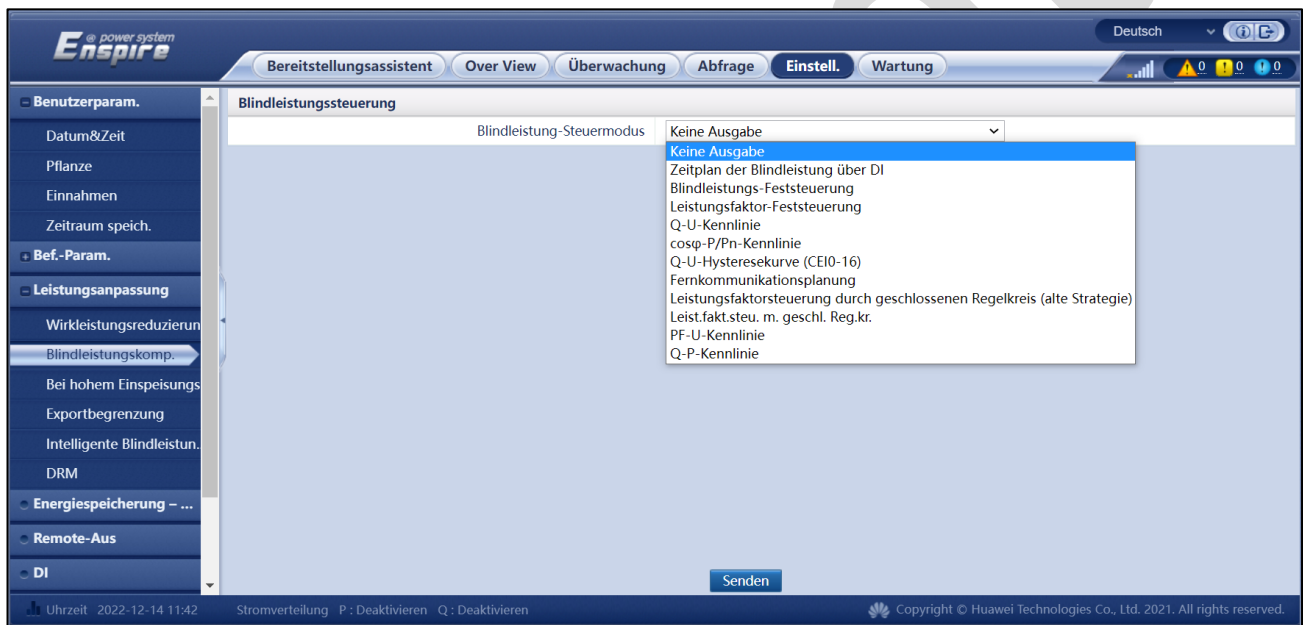 @ power system
Enspire
Deutsch
Bereitstellungsassistent Over View Überwachung Abfrage Einstell. Wartung
0 0 0
Benutzerparam.
Datum&Zeit
Pflanze
Einnahmen
Zeitraum speich.
Bef.-Param.
Leistungsanpassung
Wirkleistungsreduzierun
Blindleistungskomp.
Bei hohem Einspeisungs
Exportbegrenzung
Intelligente Blindleistun.
DRM
Energiespeicherung – ...
Remote-Aus
DI
Blindleistungssteuerung
Blindleistung-Steuermodus Keine Ausgabe
Keine Ausgabe
Zeitplan der Blindleistung über DI
Blindleistungs-Feststeuerung
Leistungsfaktor-Feststeuerung
Q-U-Kennlinie
cosφ-P/Pn-Kennlinie
Q-U-Hysteresekurve (CEI0-16)
Fernkommunikationsplanung
Leistungsfaktorsteuerung durch geschlossenen Regelkreis (alte Strategie)
Leist.fakt.steu. m. geschl. Reg.kr.
PF-U-Kennlinie
Q-P-Kennlinie
Senden
Uhrzeit 2022-12-14 11:42 Stromverteilung P : Deaktivieren Q : Deaktivieren Copyright © Huawei Technologies Co., Ltd. 2021. All rights reserved.